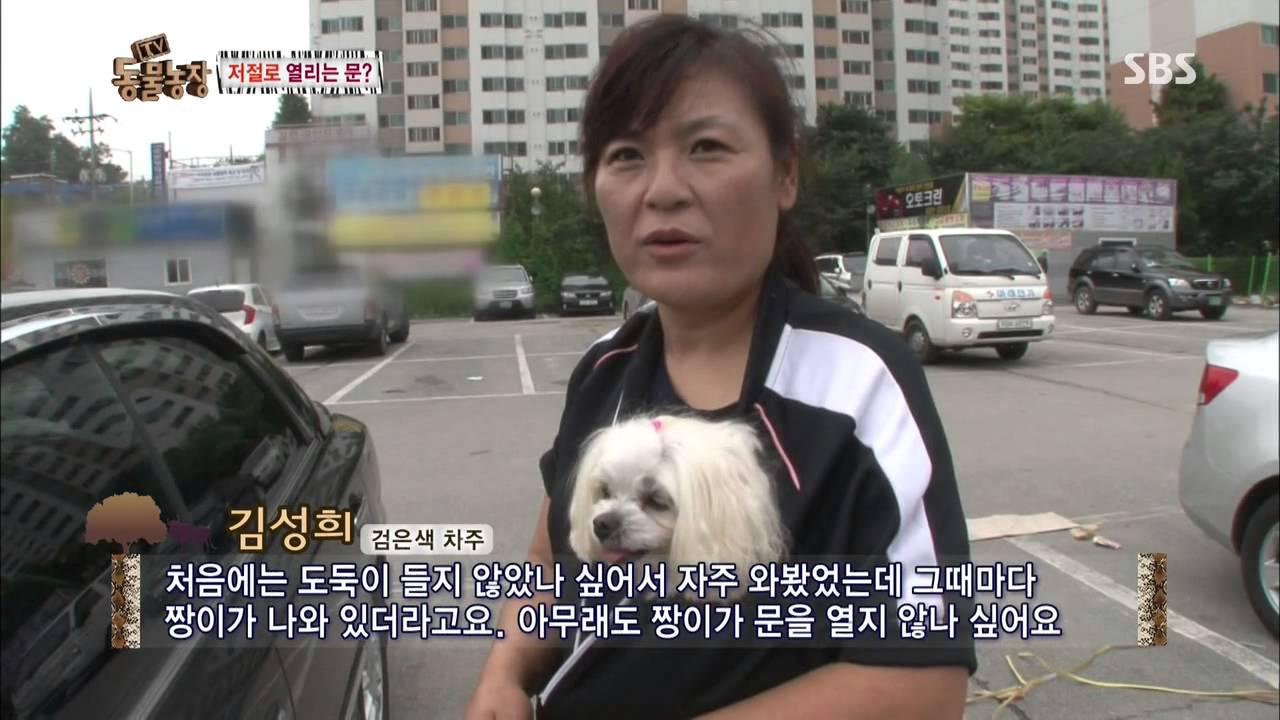 TV
동물농장
저절로 열리는 문?
SBS
오토크린
김성희
검은색 차주
처음에는 도둑이 들지 않았나 싶어서 자주 와봤었는데 그때마다
짱이가 나와 있더라고요. 아무래도 짱이가 문을 열지 않나 싶어요